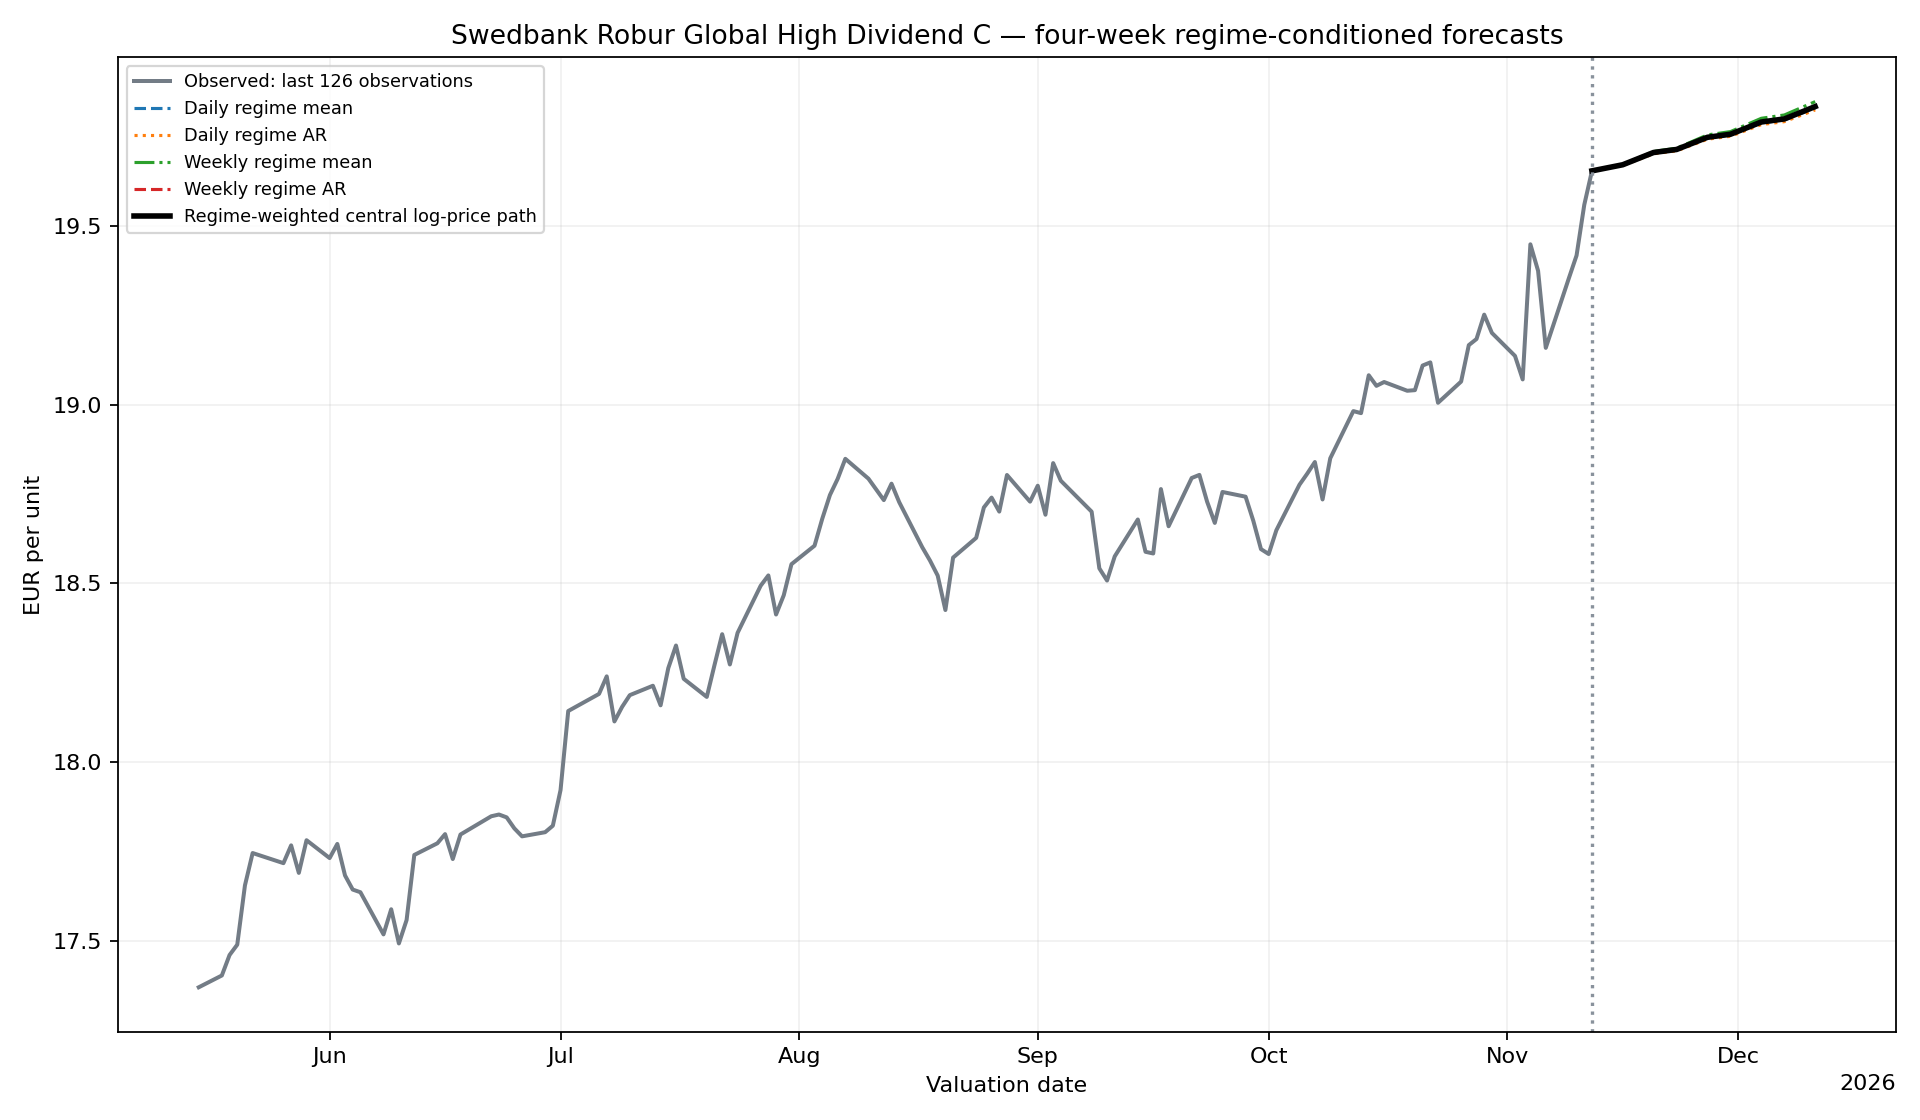 Swedbank Robur Global High Dividend C — four-week regime-conditioned forecasts
Observed: last 126 observations
Daily regime mean
Daily regime AR
Weekly regime mean
Weekly regime AR
Regime-weighted central log-price path
19.5
19.0
18.5
18.0
17.5
EUR per unit
Jun
Jul
Aug
Sep
Oct
Nov
Dec
Valuation date
2026